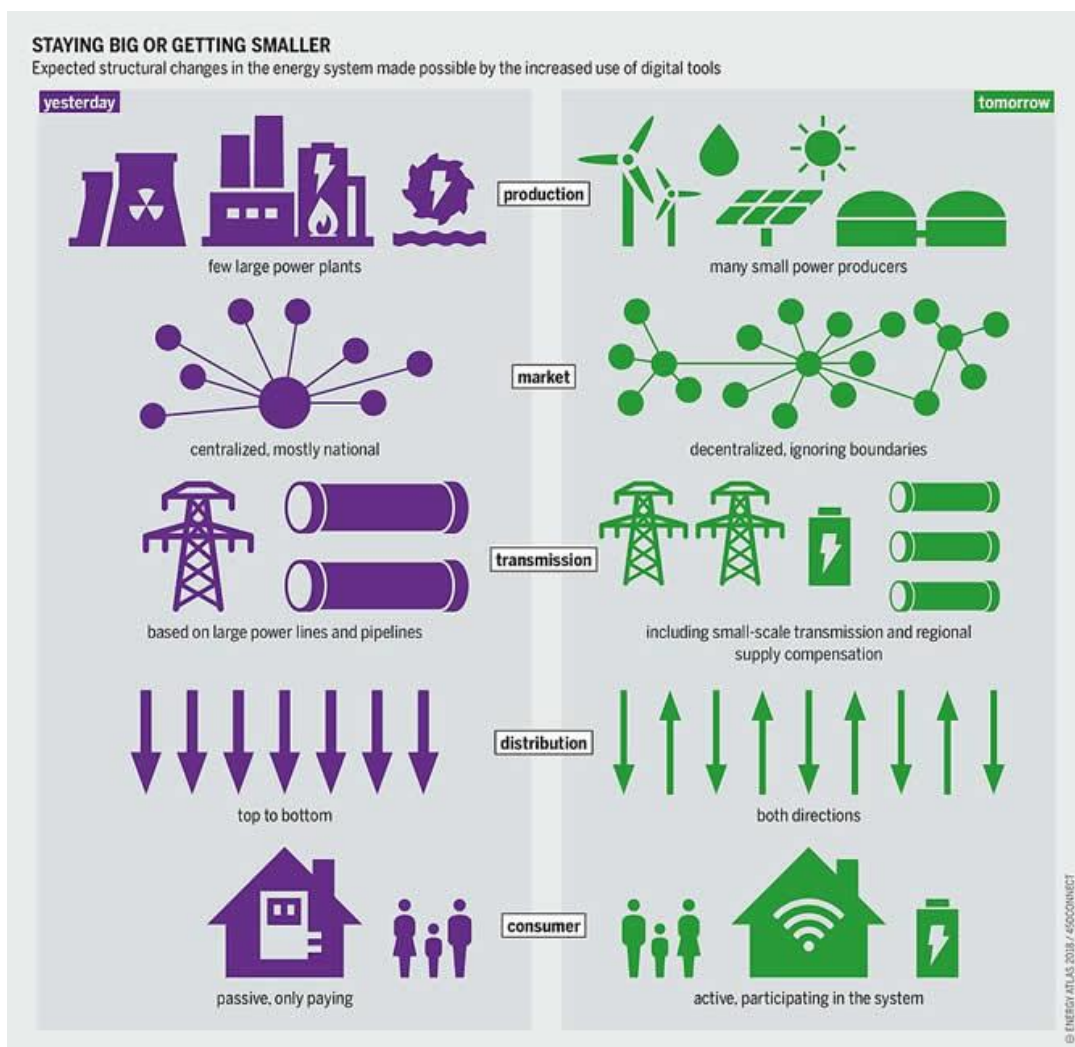 STAYING BIG OR GETTING SMALLER
Expected structural changes in the energy system made possible by the increased use of digital tools
yesterday
tomorrow
production
few large power plants
many small power producers
market
centralized, mostly national
decentralized, ignoring boundaries
transmission
based on large power lines and pipelines
including small-scale transmission and regional
supply compensation
distribution
top to bottom
both directions
consumer
passive, only paying
active, participating in the system
© ENERGY ATLAS 2018 / 450CONNECT